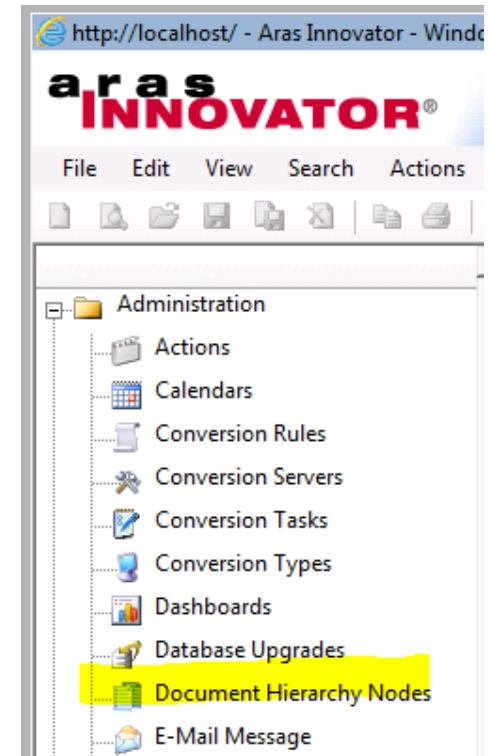 http://localhost/ - Aras Innovator - Windo
aras
INNOVATOR®
File Edit View Search Actions
Administration
Actions
Calendars
Conversion Rules
Conversion Servers
Conversion Tasks
Conversion Types
Dashboards
Database Upgrades
Document Hierarchy Nodes
E-Mail Message